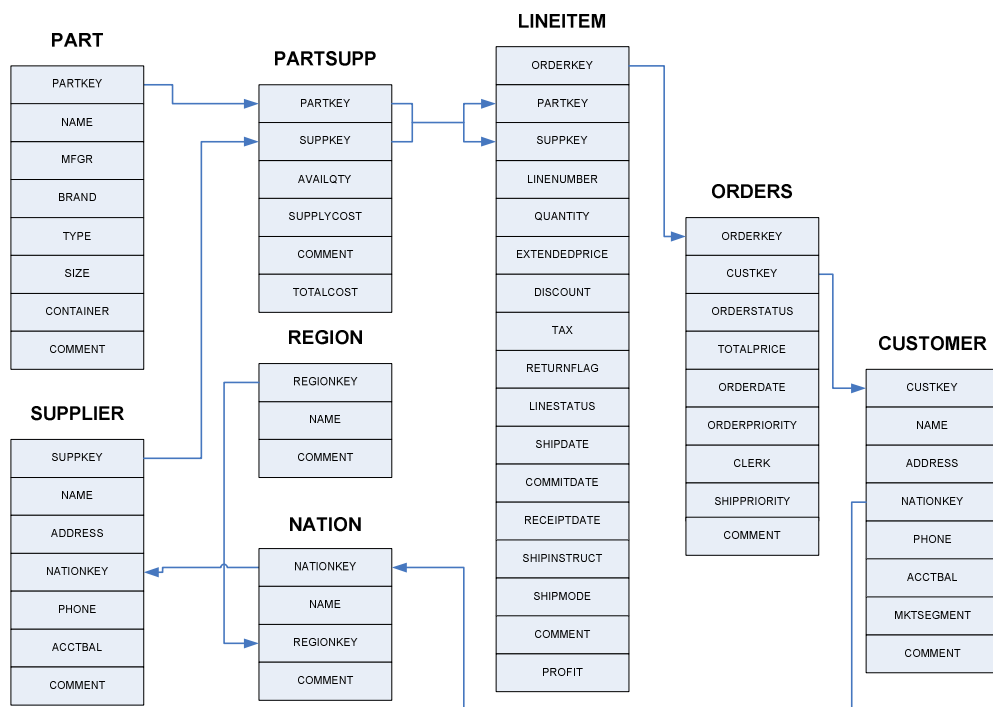 PART
PARTKEY
NAME
MFGR
BRAND
TYPE
SIZE
CONTAINER
COMMENT
SUPPLIER
SUPPKEY
NAME
ADDRESS
NATIONKEY
PHONE
ACCTBAL
COMMENT
PARTSUPP
PARTKEY
SUPPKEY
AVAILQTY
SUPPLYCOST
COMMENT
TOTALCOST
REGION
REGIONKEY
NAME
COMMENT
NATION
NATIONKEY
NAME
REGIONKEY
COMMENT
LINEITEM
ORDERKEY
PARTKEY
SUPPKEY
LINENUMBER
QUANTITY
EXTENDEDPRICE
DISCOUNT
TAX
RETURNFLAG
LINESTATUS
SHIPDATE
COMMITDATE
RECEIPTDATE
SHIPINSTRUCT
SHIPMODE
COMMENT
PROFIT
ORDERS
ORDERKEY
CUSTKEY
ORDERSTATUS
TOTALPRICE
ORDERDATE
ORDERPRIORITY
CLERK
SHIPPRIORITY
COMMENT
CUSTOMER
CUSTKEY
NAME
ADDRESS
NATIONKEY
PHONE
ACCTBAL
MKTSEGMENT
COMMENT